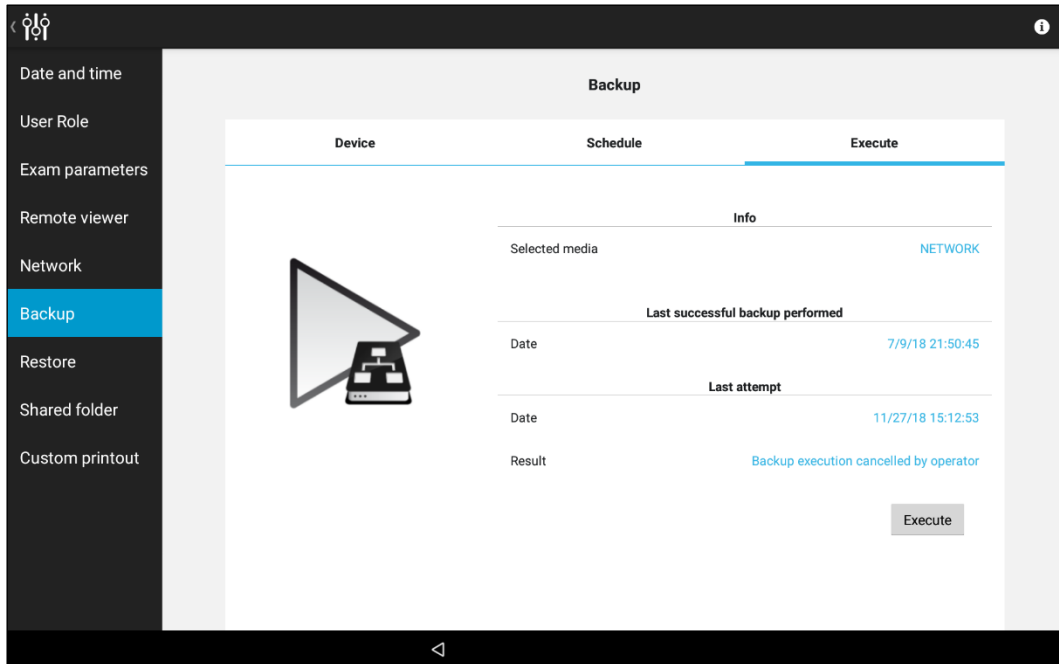 Date and time
User Role
Exam parameters
Remote viewer
Network
Backup
Restore
Shared folder
Custom printout
Backup
Device Schedule Execute
Info
Selected media NETWORK
Last successful backup performed
Date 7/9/18 21:50:45
Last attempt
Date 11/27/18 15:12:53
Result Backup execution cancelled by operator
Execute